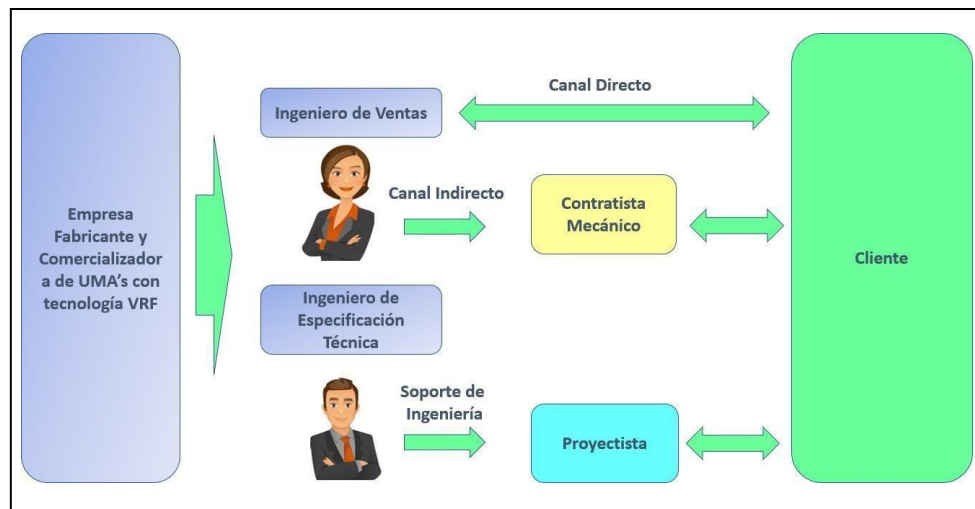 Empresa
Fabricante y
Comercializador
a de UMA's con
tecnología VRF
Ingeniero de Ventas
Canal Directo
Canal Indirecto
Contratista
Mecánico
Ingeniero de
Especificación
Técnica
Soporte de
Ingeniería
Proyectista
Cliente